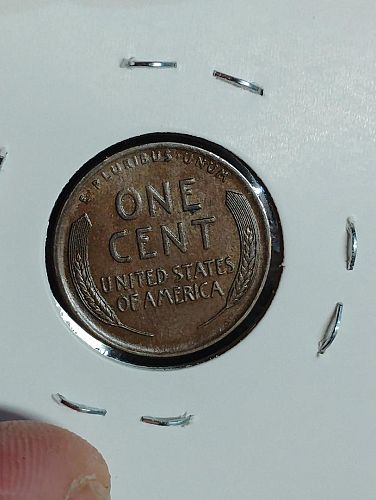 E·PLURIBUS·UNUM
ONE
CENT
UNITED STATES
OF AMERICA